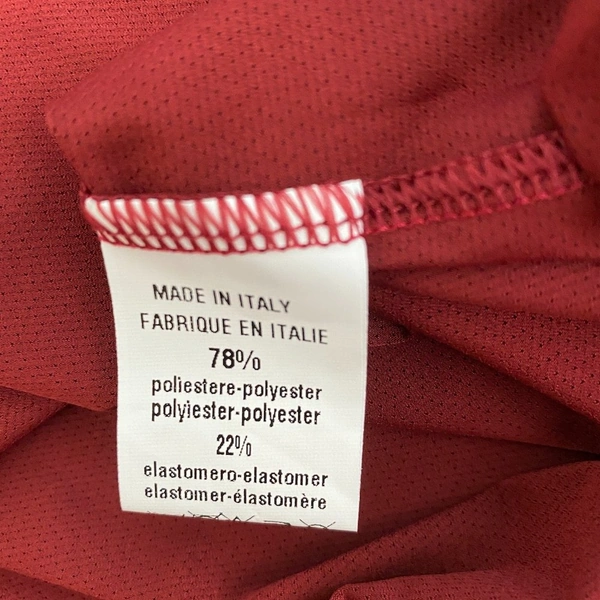 MADE IN ITALY
FABRIQUE EN ITALIE
78%
poliestere-polyester
polyiester-polyester
22%
elastomero-elastomer
elastomer-élastomère